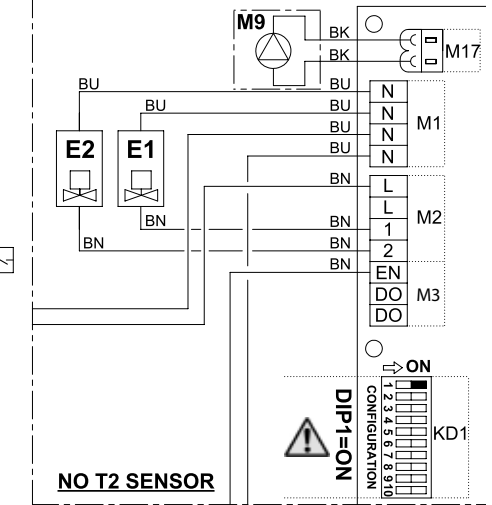 M9
BK
BK
M17
BU
BU
N
BU
BU
N
M1
BU
N
BU
N
E2
E1
BN
L
L
M2
BN
BN
1
BN
BN
2
BN
EN
DO
M3
DO
ON
DIP1=ON
CONFIGURATION
1
2
3
4
5
6
7
8
9
10
KD1
NO T2 SENSOR